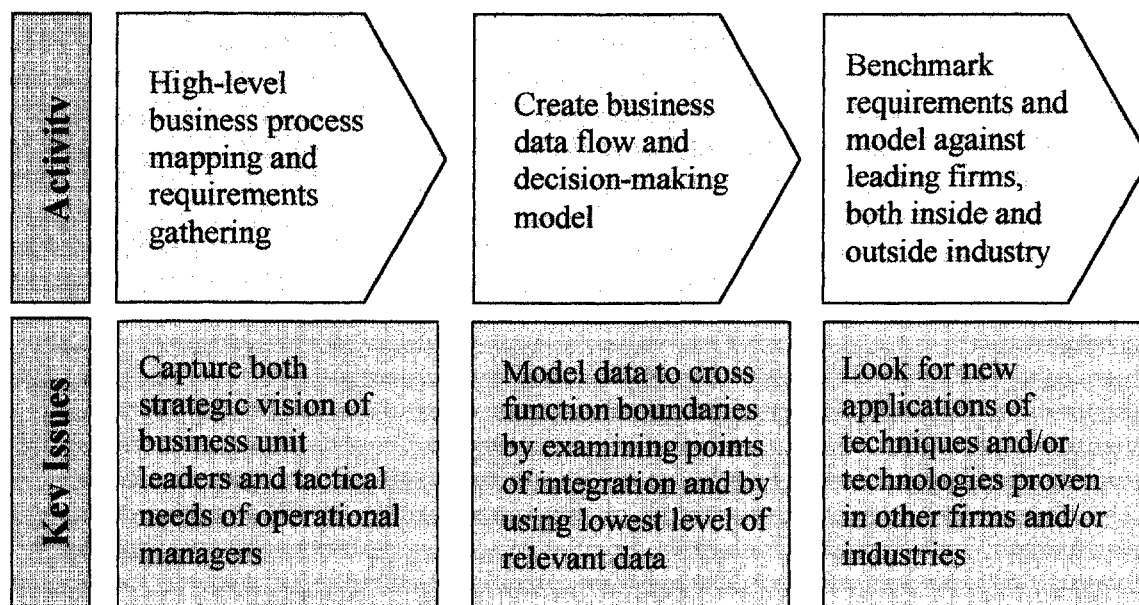 Activity
High-level
business process
mapping and
requirements
gathering
Create business
data flow and
decision-making
model
Benchmark
requirements and
model against
leading firms,
both inside and
outside industry
Key Issues
Capture both
strategic vision of
business unit
leaders and tactical
needs of operational
managers
Model data to cross
function boundaries
by examining points
of integration and by
using lowest level of
relevant data
Look for new
applications of
techniques and/or
technologies proven
in other firms and/or
industries